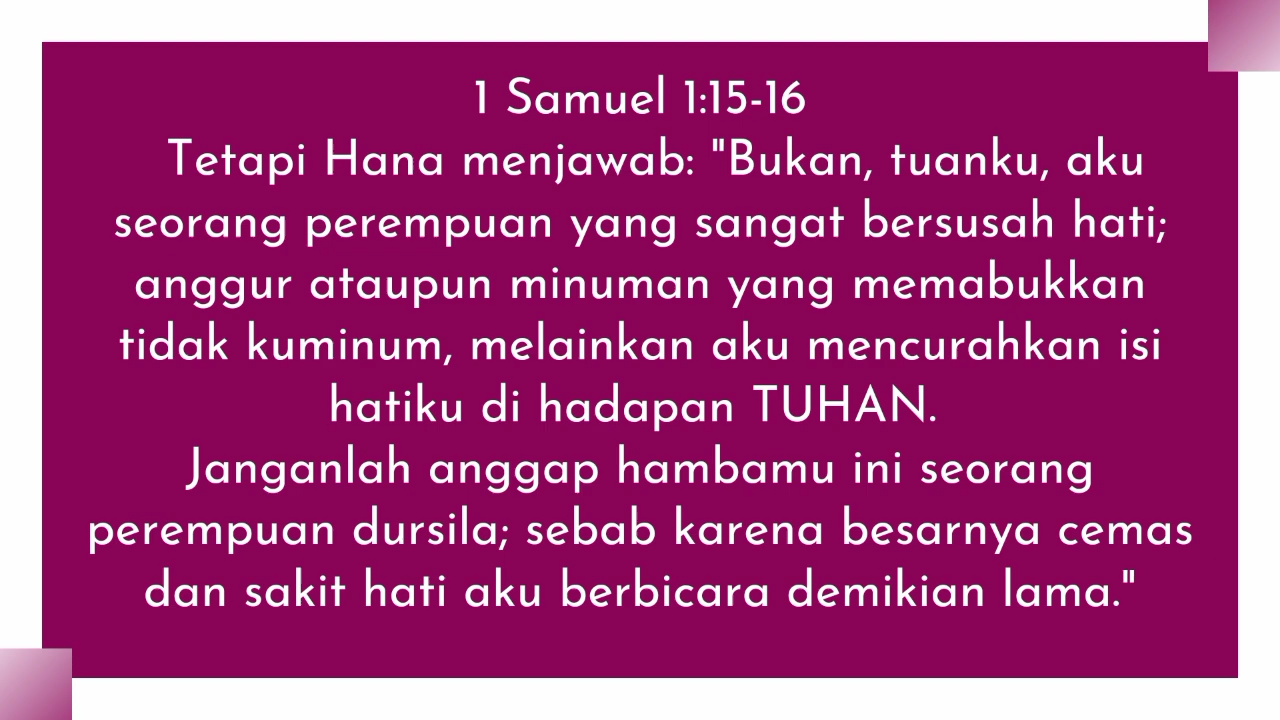 1 Samuel 1:15-16
Tetapi Hana menjawab: "Bukan, tuanku, aku
seorang perempuan yang sangat bersusah hati;
anggur ataupun minuman yang memabukkan
tidak kuminum, melainkan aku mencurahkan isi
hatiku di hadapan TUHAN.
Janganlah anggap hambamu ini seorang
perempuan dursila; sebab karena besarnya cemas
dan sakit hati aku berbicara demikian lama."